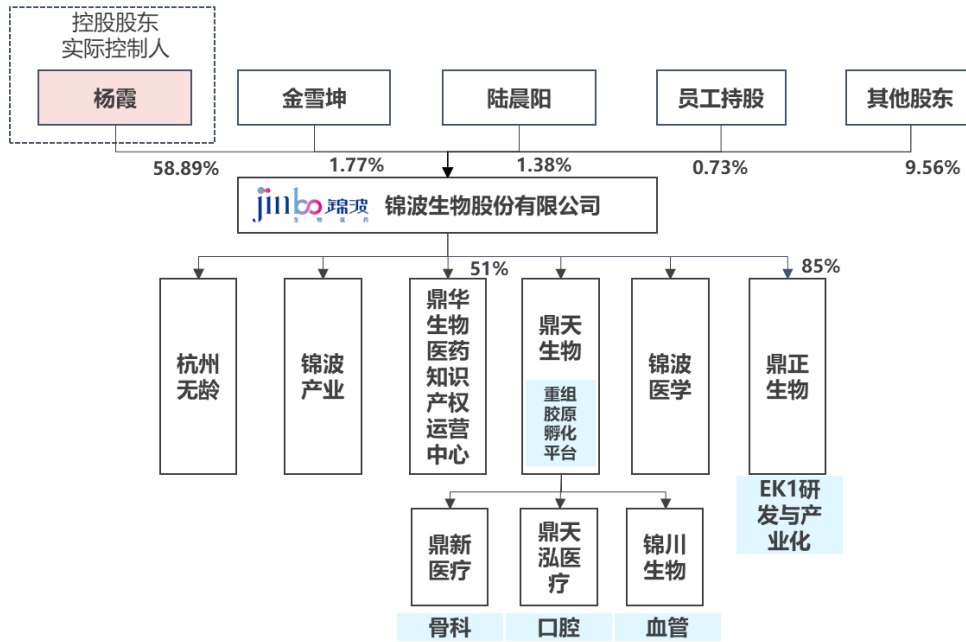 控股股东
实际控制人
杨霞
金雪坤
陆晨阳
员工持股
其他股东
58.89%
1.77%
1.38%
0.73%
9.56%
jinbo 锦波
生物医药
锦波生物股份有限公司
51%
85%
杭州
无龄
锦波
产业
鼎华
生物
医药
知识
产权
运营
中心
鼎天
生物
重组
胶原
孵化
平台
锦波
医学
鼎正
生物
EK1研
发与产
业化
鼎新
医疗
鼎天
泓医
疗
锦川
生物
骨科
口腔
血管